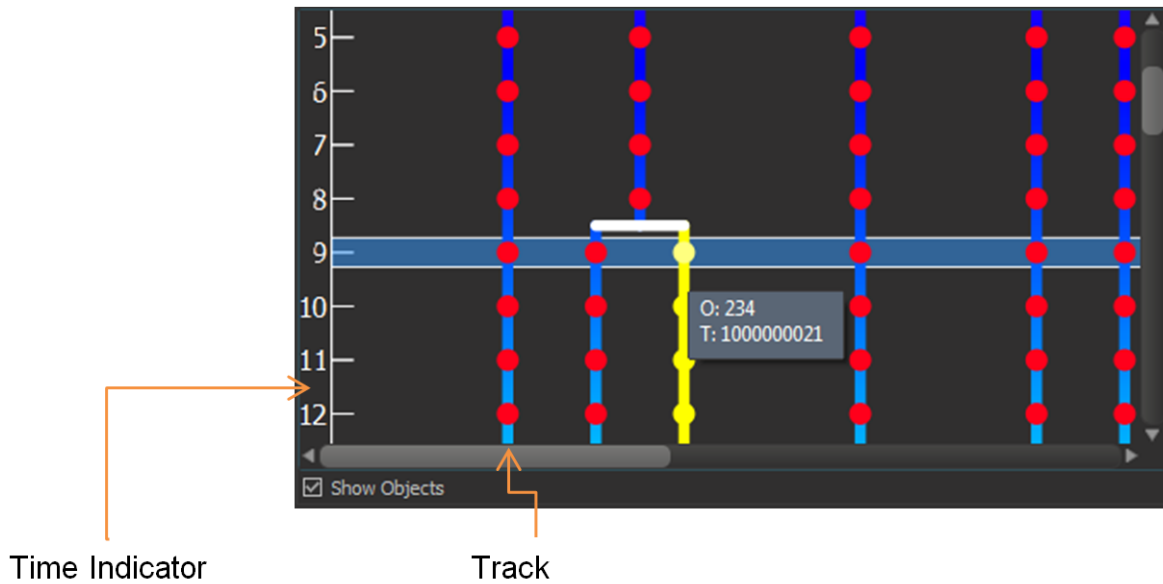 5
6
7
8
9
10
11
12
O: 234
T: 1000000021
Show Objects
Time Indicator
Track